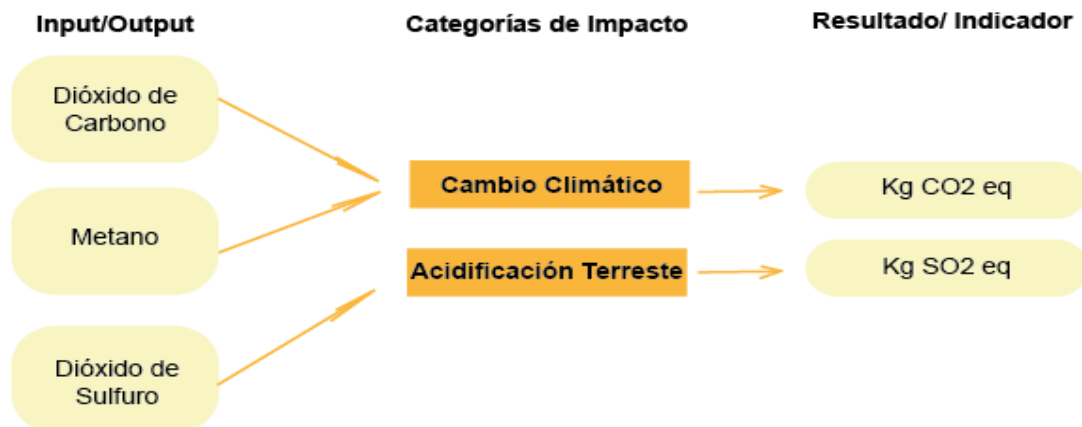 Input/Output
Categorías de Impacto
Resultado/ Indicador
Dióxido de
Carbono
Metano
Dióxido de
Sulfuro
Cambio Climático
Acidificación Terreste
Kg CO2 eq
Kg SO2 eq